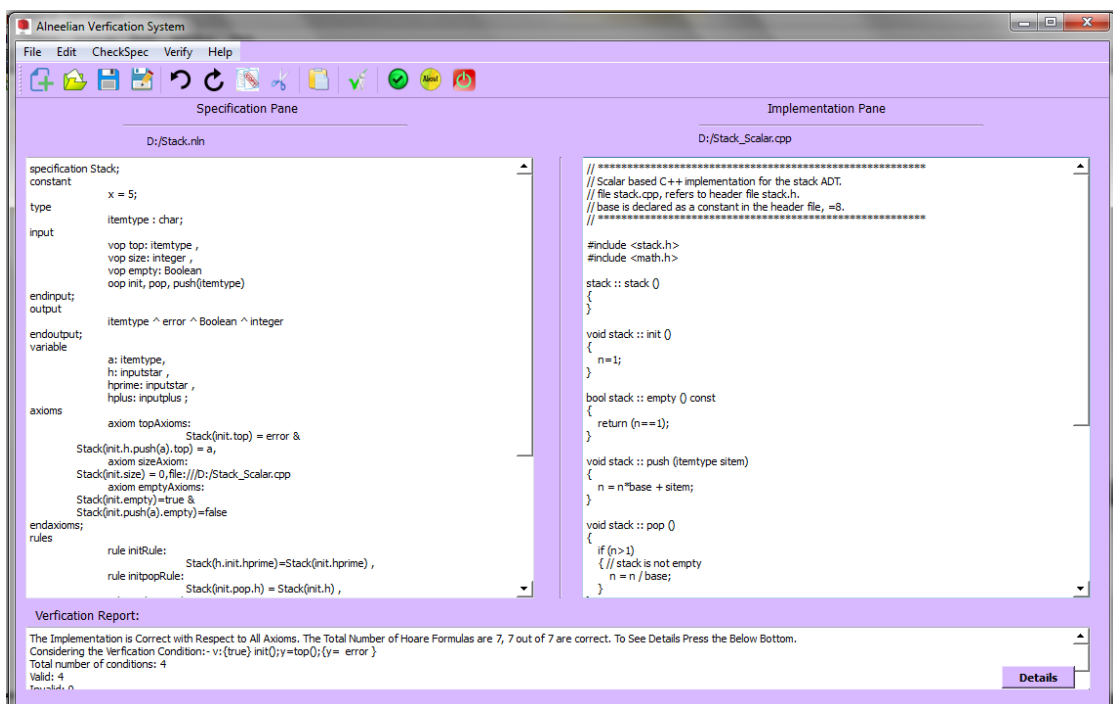 Alneelian Verfication System
File Edit CheckSpec Verify Help
About
Specification Pane
D:/Stack.nln
specification Stack;
constant
x = 5;
type
itemtype : char;
input
vop top: itemtype ,
vop size: integer ,
vop empty: Boolean
oop init, pop, push(itemtype)
endinput;
output
itemtype ^ error ^ Boolean ^ integer
endoutput;
variable
a: itemtype,
h: inputstar ,
hprime: inputstar ,
hplus: inputplus ;
axioms
axiom topAxioms:
Stack(init.top) = error &
Stack(init.h.push(a).top) = a,
axiom sizeAxiom:
Stack(init.size) = 0,file:///D:/Stack_Scalar.cpp
axiom emptyAxioms:
Stack(init.empty)=true &
Stack(init.push(a).empty)=false
endaxioms;
rules
rule initRule:
Stack(h.init.hprime)=Stack(init.hprime) ,
rule initpopRule:
Stack(init.pop.h) = Stack(init.h) ,
Implementation Pane
D:/Stack_Scalar.cpp
// ********************************************************
// Scalar based C++ implementation for the stack ADT.
// file stack.cpp, refers to header file stack.h.
// base is declared as a constant in the header file, =8.
// ********************************************************
#include <stack.h>
#include <math.h>
stack :: stack ()
{
}
void stack :: init ()
{
n=1;
}
bool stack :: empty () const
{
return (n==1);
}
void stack :: push (itemtype sitem)
{
n = n*base + sitem;
}
void stack :: pop ()
{
if (n>1)
{ // stack is not empty
n = n / base;
}
Verfication Report:
The Implementation is Correct with Respect to All Axioms. The Total Number of Hoare Formulas are 7, 7 out of 7 are correct. To See Details Press the Below Bottom.
Considering the Verfication Condition:- v:{true} init();y=top();{y= error }
Total number of conditions: 4
Valid: 4
Invalid: 0
Details